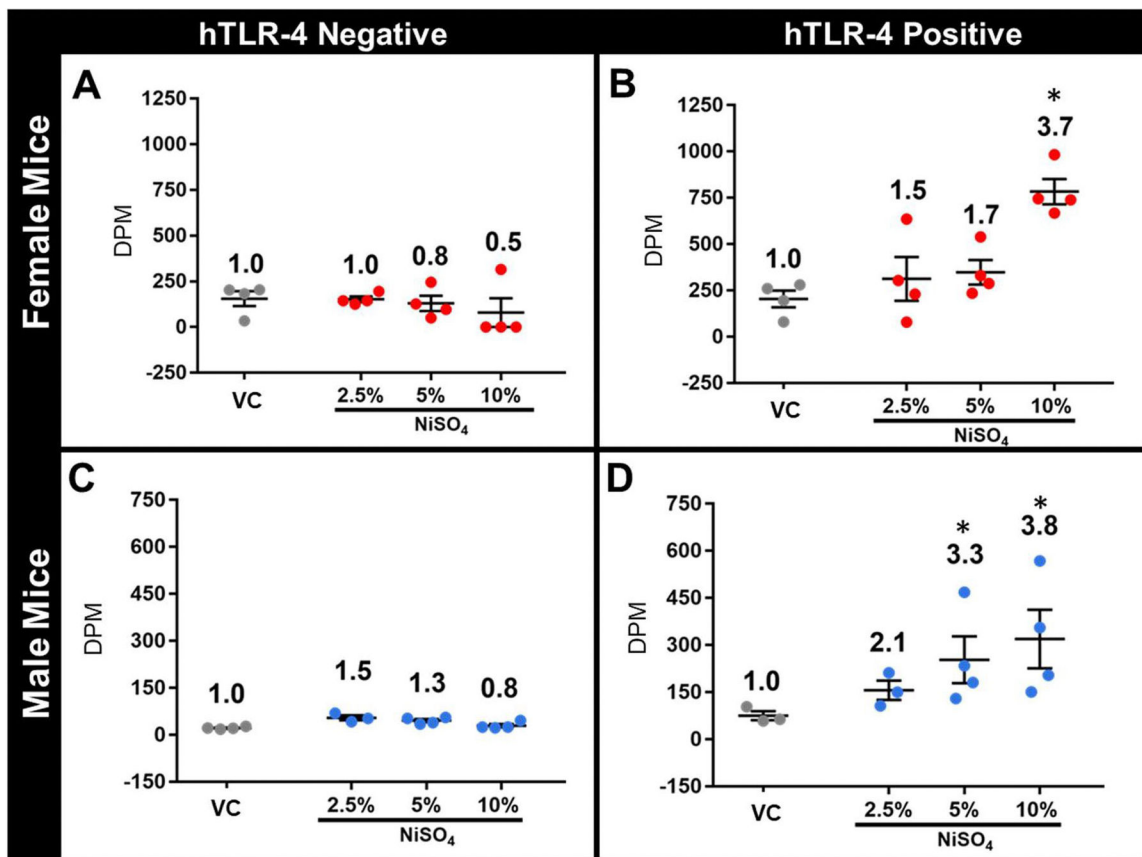 hTLR-4 Negative
hTLR-4 Positive
Female Mice
Male Mice
A
DPM
1250
1000
750
500
250
0
-250
1.0
1.0
0.8
0.5
VC
2.5%
5%
10%
NiSO₄
B
DPM
1250
1000
750
500
250
0
-250
1.0
1.5
1.7
*
3.7
VC
2.5%
5%
10%
NiSO₄
C
DPM
750
600
450
300
150
0
-150
1.0
1.5
1.3
0.8
VC
2.5%
5%
10%
NiSO₄
D
DPM
750
600
450
300
150
0
-150
1.0
2.1
*
3.3
*
3.8
VC
2.5%
5%
10%
NiSO₄